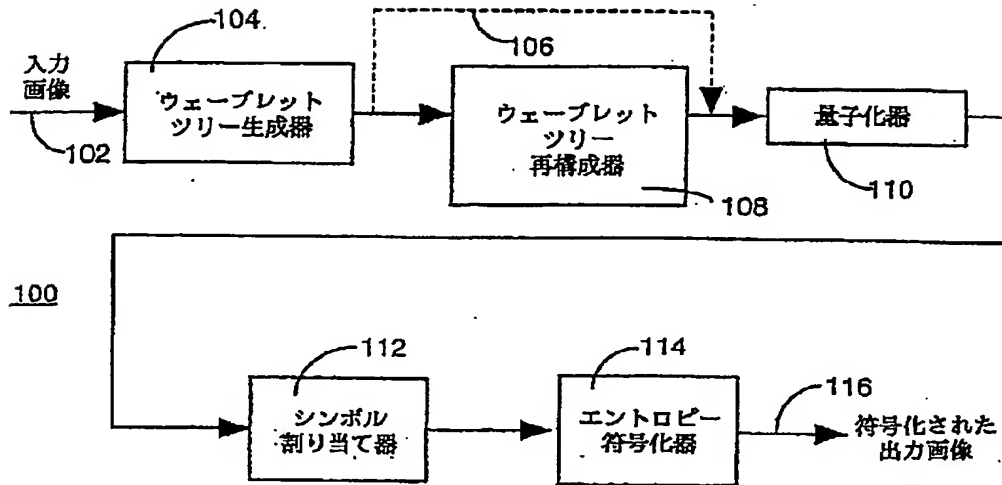 104
106
入力
画像
ウェーブレット
ツリー生成器
ウェーブレット
ツリー
再構成器
量子化器
102
108
110
100
112
114
116
シンボル
割り当て器
エントロピー
符号化器
符号化された
出力画像